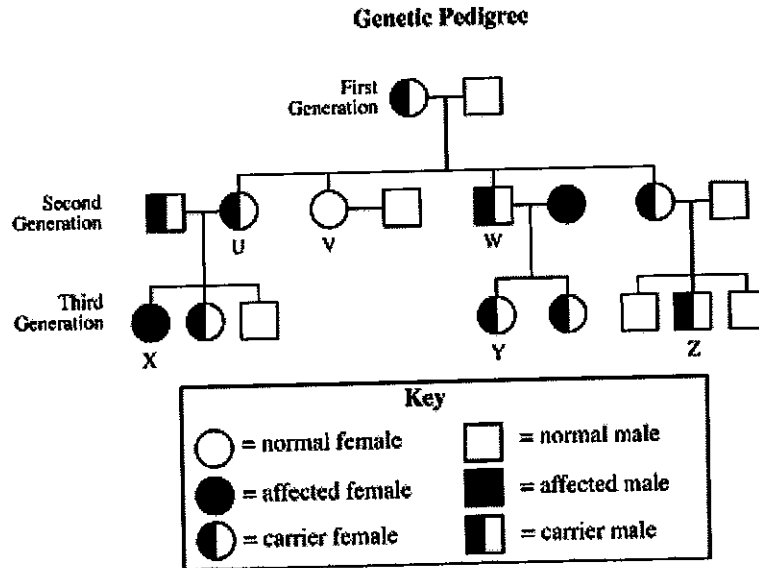 Genetic Pedigree
First
Generation
Second
Generation
U
V
W
Third
Generation
X
Y
Z
Key
= normal female
= normal male
= affected female
= affected male
= carrier female
= carrier male